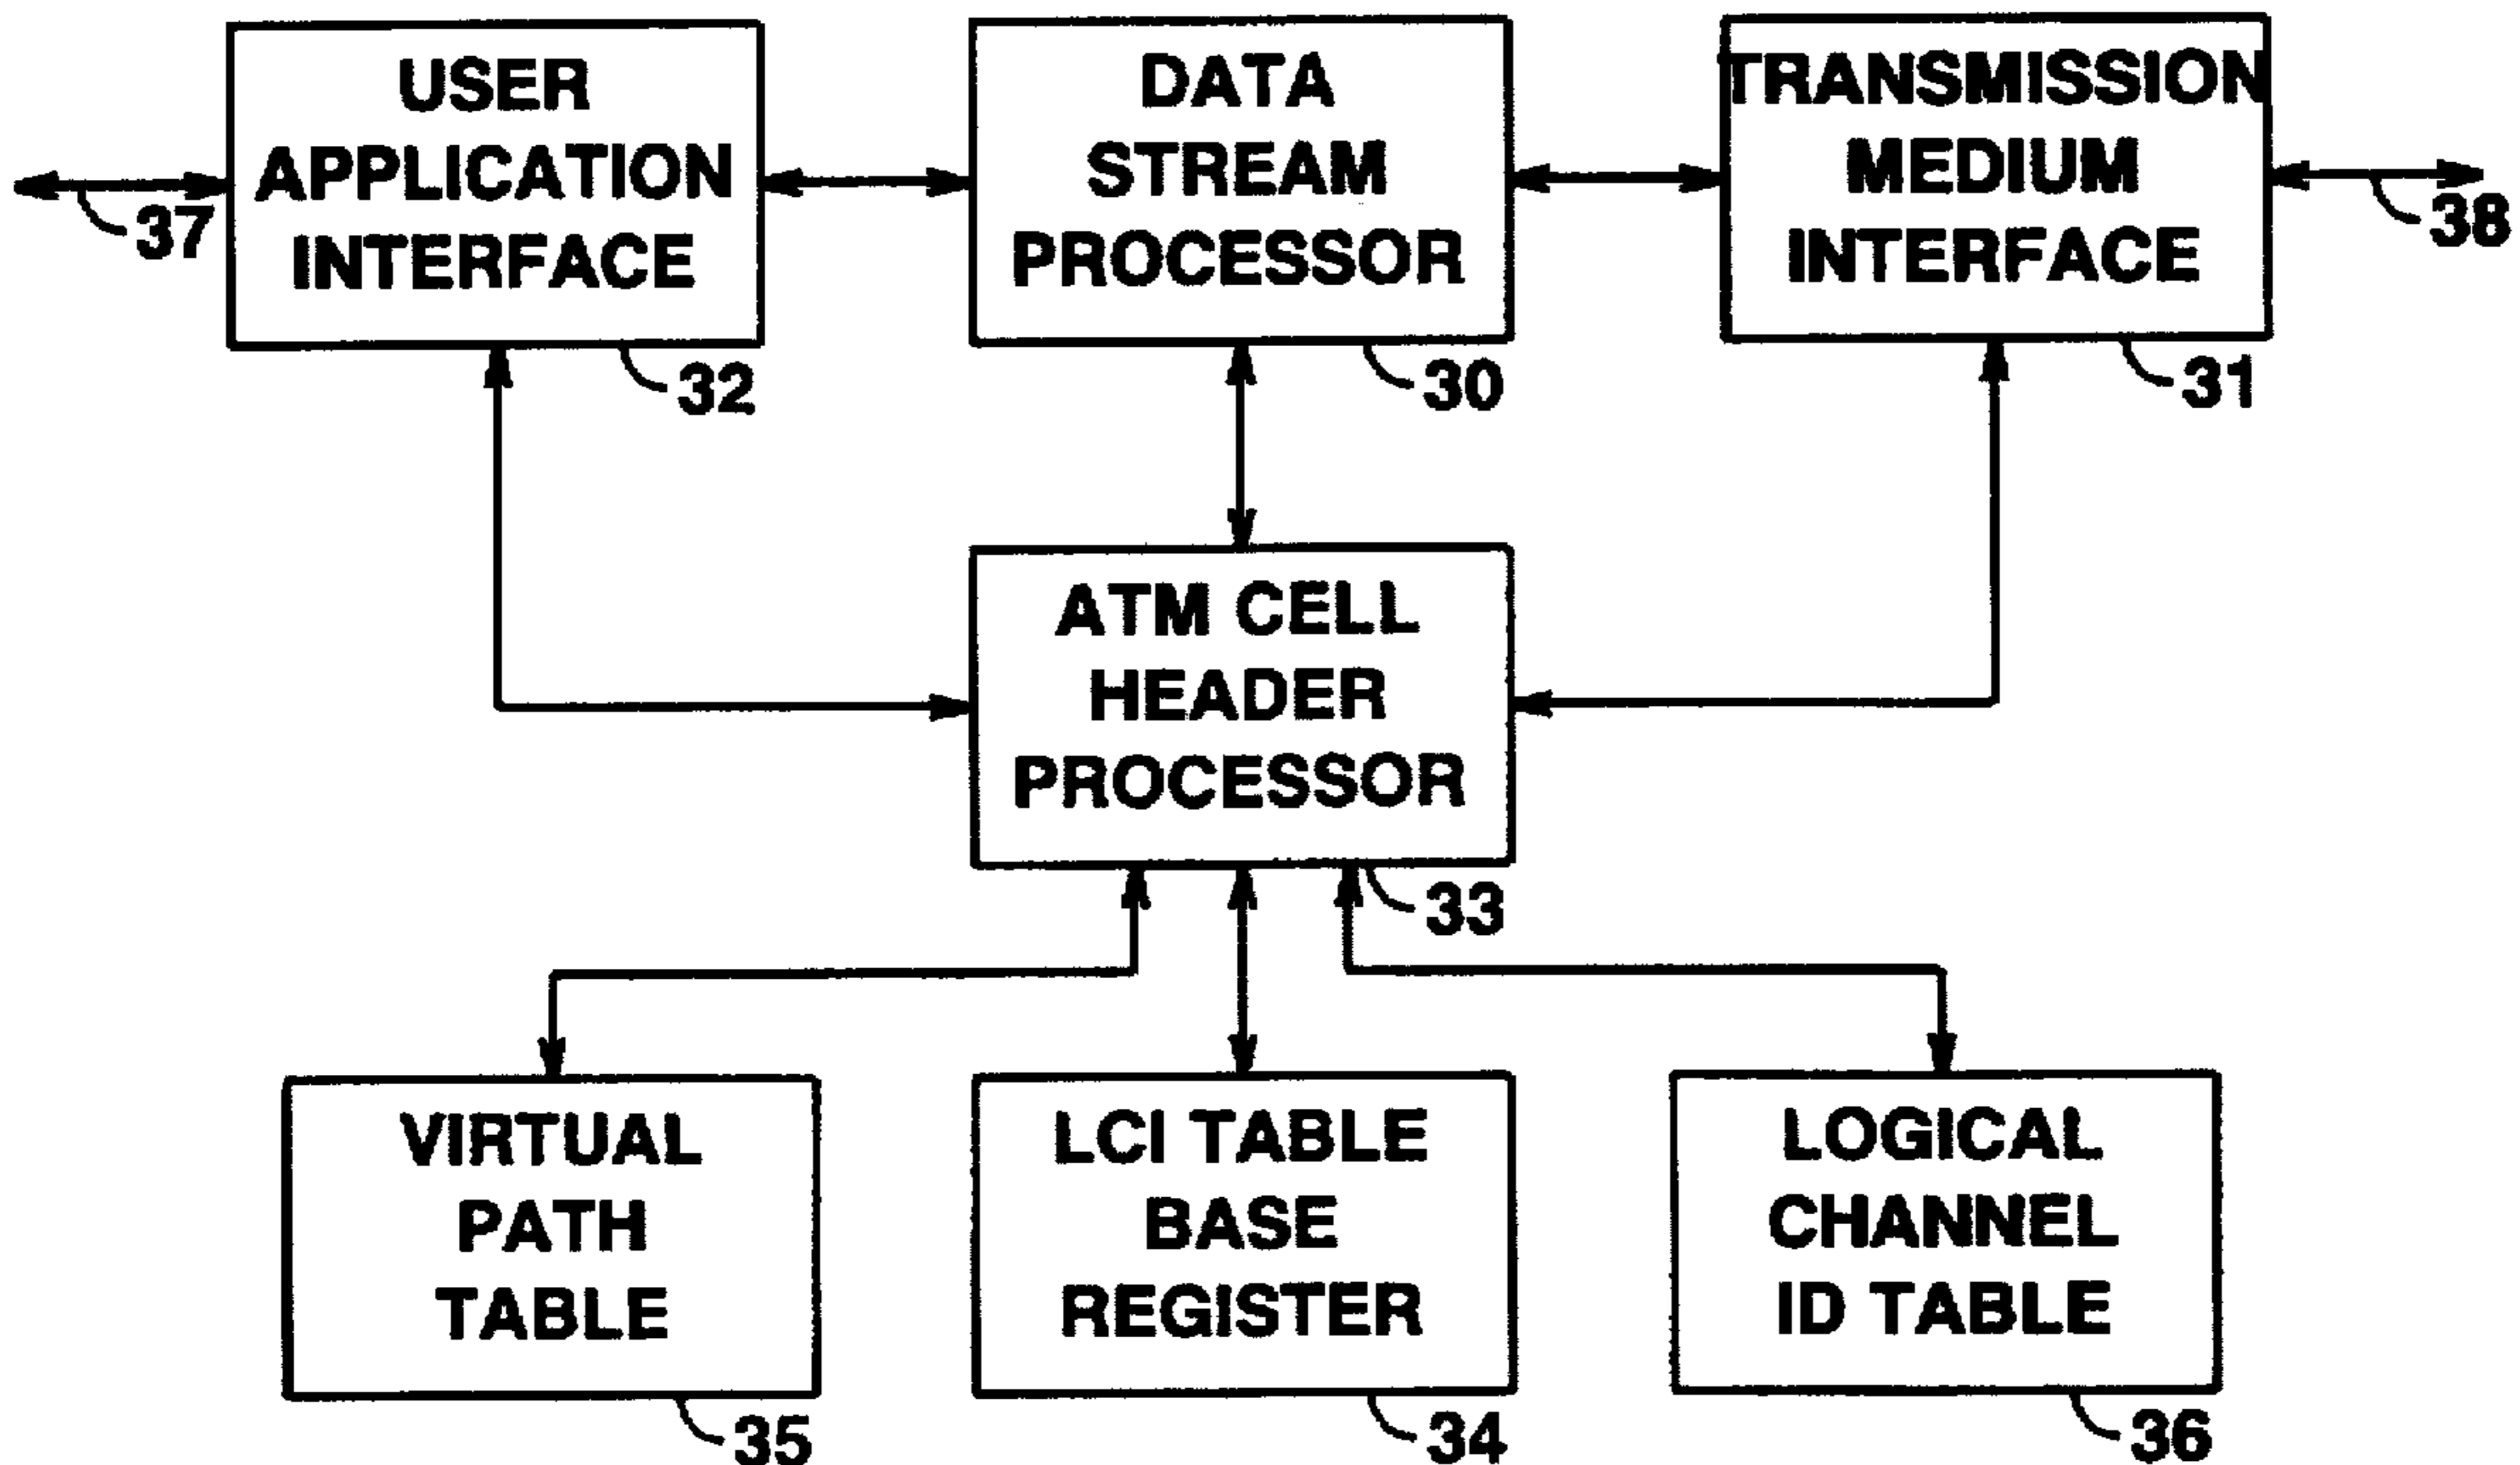 USER
APPLICATION
INTERFACE
DATA
STREAM
PROCESSOR
TRANSMISSION
MEDIUM
INTERFACE
37
38
32
30
31
ATM CELL
HEADER
PROCESSOR
33
VIRTUAL
PATH
TABLE
LCI TABLE
BASE
REGISTER
LOGICAL
CHANNEL
ID TABLE
35
34
36